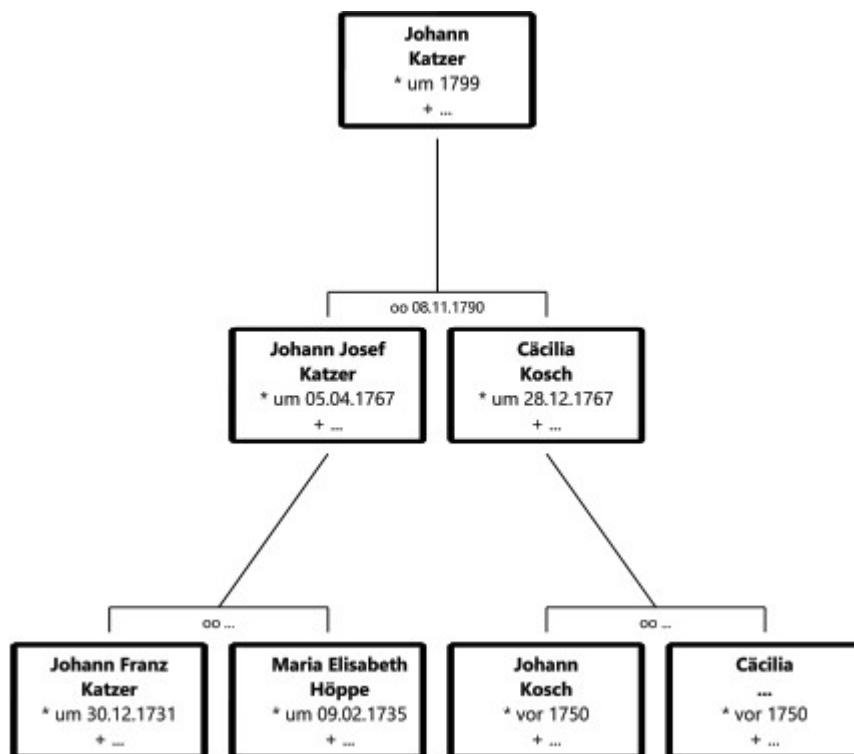 Johann
Katzer
* um 1799
+ ...
oo 08.11.1790
Johann Josef
Katzer
* um 05.04.1767
+ ...
Cäcilia
Kosch
* um 28.12.1767
+ ...
oo ...
oo ...
Johann Franz
Katzer
* um 30.12.1731
+ ...
Maria Elisabeth
Höppe
* um 09.02.1735
+ ...
Johann
Kosch
* vor 1750
+ ...
Cäcilia
...
* vor 1750
+ ...